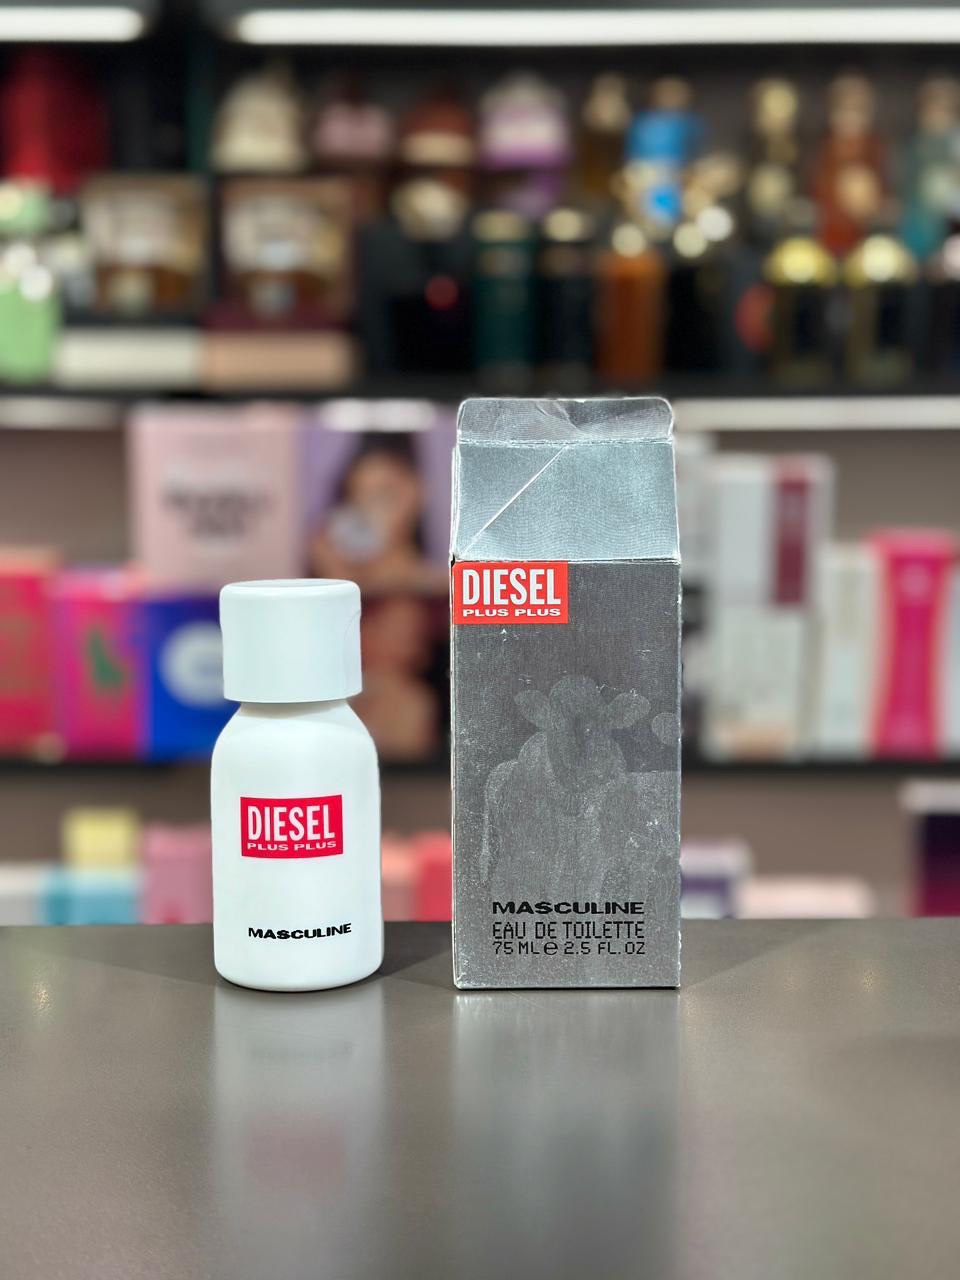 DIESEL
PLUS PLUS
MASCULINE
DIESEL
PLUS PLUS
MASCULINE
EAU DE TOILETTE
75 ML ℮ 2.5 FL. OZ